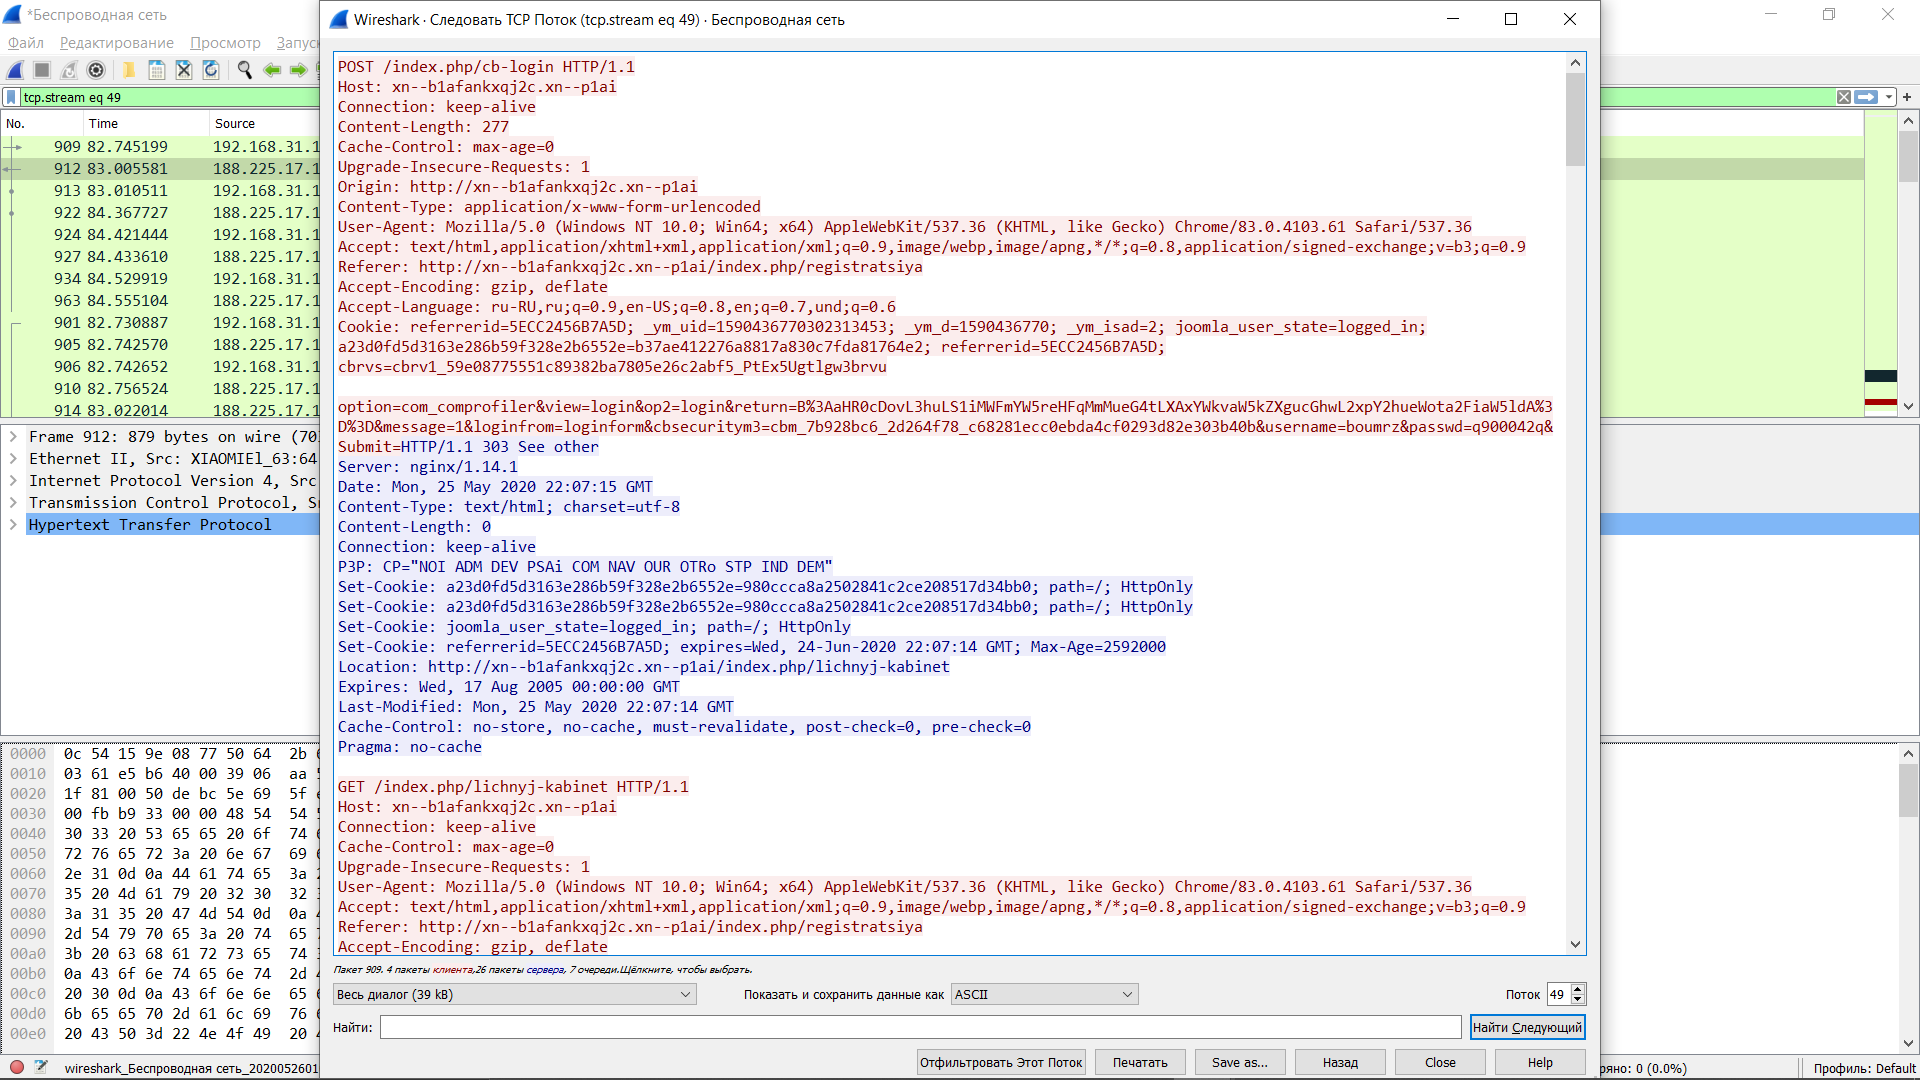 *Беспроводная сеть
Файл Редактирование Просмотр Запуск
tcp.stream eq 49
No. Time Source
909 82.745199 192.168.31.1
912 83.005581 188.225.17.1
913 83.010511 192.168.31.1
922 84.367727 188.225.17.1
924 84.421444 192.168.31.1
927 84.433610 188.225.17.1
934 84.529919 192.168.31.1
963 84.555104 188.225.17.1
901 82.730887 192.168.31.1
905 82.742570 188.225.17.1
906 82.742652 192.168.31.1
910 82.756524 188.225.17.1
914 83.022014 188.225.17.1
Frame 912: 879 bytes on wire (703
Ethernet II, Src: XIAOMIEl_63:64
Internet Protocol Version 4, Src
Transmission Control Protocol, Sr
Hypertext Transfer Protocol
0000 0c 54 15 9e 08 77 50 64 2b
0010 03 61 e5 b6 40 00 39 06 aa
0020 1f 81 00 50 de bc 5e 69 5f
0030 00 fb b9 33 00 00 48 54 54
0040 30 33 20 53 65 65 20 6f 74
0050 72 76 65 72 3a 20 6e 67 69
0060 2e 31 0d 0a 44 61 74 65 3a
0070 35 20 4d 61 79 20 32 30 32
0080 3a 31 35 20 47 4d 54 0d 0a
0090 2d 54 79 70 65 3a 20 74 65
00a0 3b 20 63 68 61 72 73 65 74
00b0 0a 43 6f 6e 74 65 6e 74 2d
00c0 20 30 0d 0a 43 6f 6e 6e 65
00d0 6b 65 65 70 2d 61 6c 69 76
00e0 20 43 50 3d 22 4e 4f 49 20
wireshark_Беспроводная сеть_202005260
Wireshark · Следовать TCP Поток (tcp.stream eq 49) · Беспроводная сеть
POST /index.php/cb-login HTTP/1.1
Host: xn--b1afankxqj2c.xn--p1ai
Connection: keep-alive
Content-Length: 277
Cache-Control: max-age=0
Upgrade-Insecure-Requests: 1
Origin: http://xn--b1afankxqj2c.xn--p1ai
Content-Type: application/x-www-form-urlencoded
User-Agent: Mozilla/5.0 (Windows NT 10.0; Win64; x64) AppleWebKit/537.36 (KHTML, like Gecko) Chrome/83.0.4103.61 Safari/537.36
Accept: text/html,application/xhtml+xml,application/xml;q=0.9,image/webp,image/apng,*/*;q=0.8,application/signed-exchange;v=b3;q=0.9
Referer: http://xn--b1afankxqj2c.xn--p1ai/index.php/registratsiya
Accept-Encoding: gzip, deflate
Accept-Language: ru-RU,ru;q=0.9,en-US;q=0.8,en;q=0.7,und;q=0.6
Cookie: referrerid=5ECC2456B7A5D; _ym_uid=1590436770302313453; _ym_d=1590436770; _ym_isad=2; joomla_user_state=logged_in;
a23d0fd5d3163e286b59f328e2b6552e=b37ae412276a8817a830c7fda81764e2; referrerid=5ECC2456B7A5D;
cbrvs=cbrv1_59e08775551c89382ba7805e26c2abf5_PtEx5Ugtlgw3brvu
option=com_comprofiler&view=login&op2=login&return=B%3AaHR0cDovL3huLS1iMWFmYW5reHFqMmMueG4tLXAxYWkvaW5kZXgucGhwL2xpY2hueWota2FiaW5ldA%3
D%3D&message=1&loginfrom=loginform&cbsecuritym3=cbm_7b928bc6_2d264f78_c68281ecc0ebda4cf0293d82e303b40b&username=boumrz&passwd=q900042q&
Submit=HTTP/1.1 303 See other
Server: nginx/1.14.1
Date: Mon, 25 May 2020 22:07:15 GMT
Content-Type: text/html; charset=utf-8
Content-Length: 0
Connection: keep-alive
P3P: CP="NOI ADM DEV PSAi COM NAV OUR OTRo STP IND DEM"
Set-Cookie: a23d0fd5d3163e286b59f328e2b6552e=980ccca8a2502841c2ce208517d34bb0; path=/; HttpOnly
Set-Cookie: a23d0fd5d3163e286b59f328e2b6552e=980ccca8a2502841c2ce208517d34bb0; path=/; HttpOnly
Set-Cookie: joomla_user_state=logged_in; path=/; HttpOnly
Set-Cookie: referrerid=5ECC2456B7A5D; expires=Wed, 24-Jun-2020 22:07:14 GMT; Max-Age=2592000
Location: http://xn--b1afankxqj2c.xn--p1ai/index.php/lichnyj-kabinet
Expires: Wed, 17 Aug 2005 00:00:00 GMT
Last-Modified: Mon, 25 May 2020 22:07:14 GMT
Cache-Control: no-store, no-cache, must-revalidate, post-check=0, pre-check=0
Pragma: no-cache
GET /index.php/lichnyj-kabinet HTTP/1.1
Host: xn--b1afankxqj2c.xn--p1ai
Connection: keep-alive
Cache-Control: max-age=0
Upgrade-Insecure-Requests: 1
User-Agent: Mozilla/5.0 (Windows NT 10.0; Win64; x64) AppleWebKit/537.36 (KHTML, like Gecko) Chrome/83.0.4103.61 Safari/537.36
Accept: text/html,application/xhtml+xml,application/xml;q=0.9,image/webp,image/apng,*/*;q=0.8,application/signed-exchange;v=b3;q=0.9
Referer: http://xn--b1afankxqj2c.xn--p1ai/index.php/registratsiya
Accept-Encoding: gzip, deflate
Пакет 909. 4 пакеты клиента,26 пакеты сервера, 7 очереди.Щёлкните, чтобы выбрать.
Весь диалог (39 kB) Показать и сохранить данные как ASCII Поток 49
Найти: Найти Следующий
Отфильтровать Этот Поток Печатать Save as... Назад Close Help
ряно: 0 (0.0%) Профиль: Default